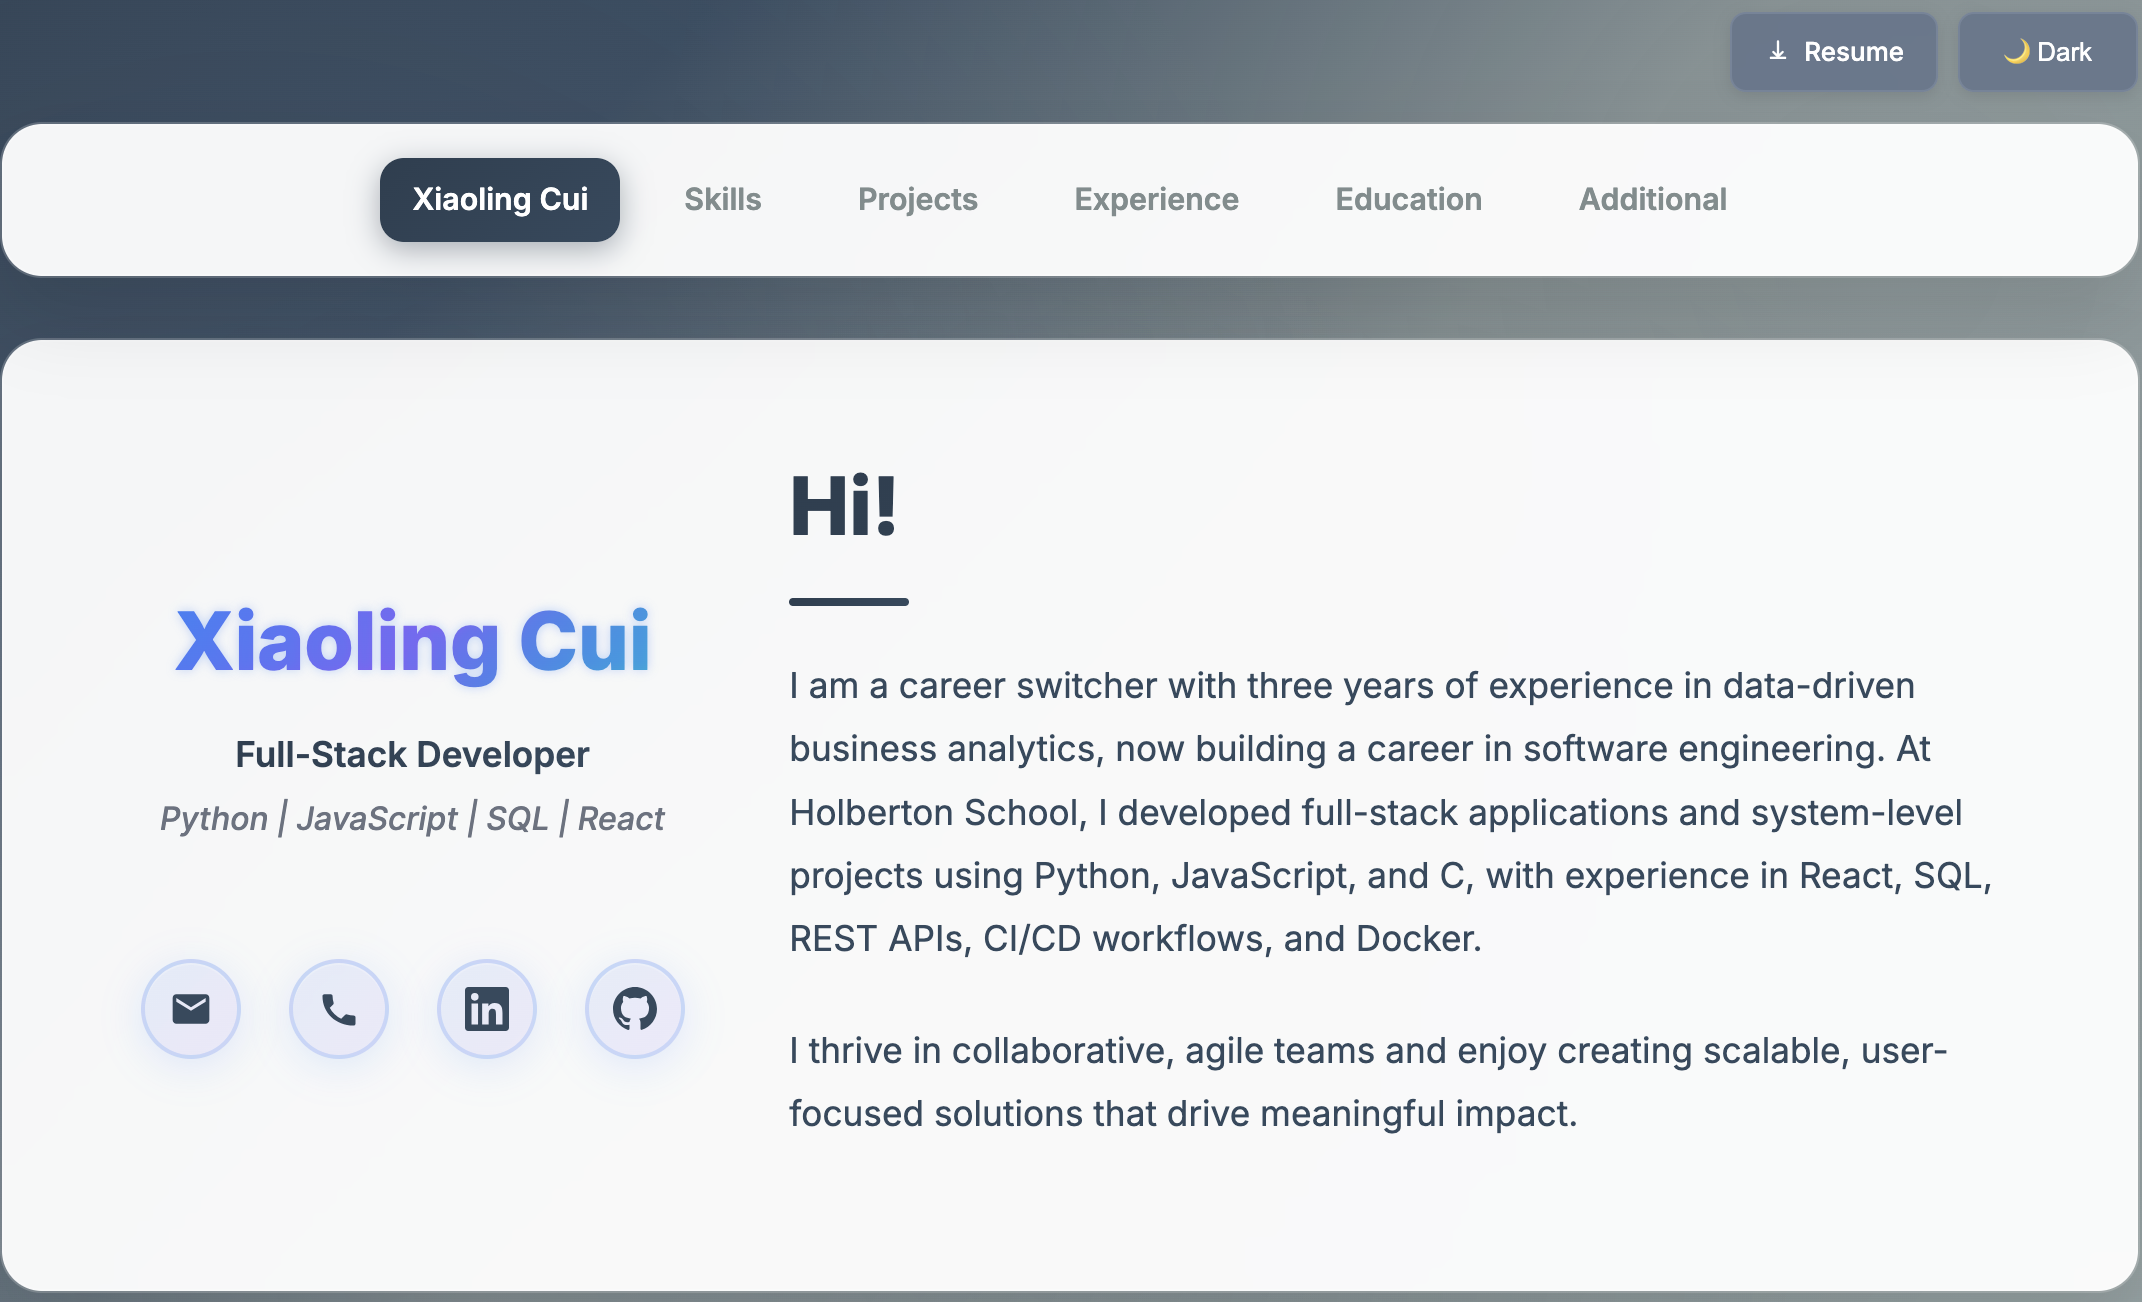 Resume
🌙 Dark
Xiaoling Cui
Skills
Projects
Experience
Education
Additional
Xiaoling Cui
Full-Stack Developer
Python | JavaScript | SQL | React
in
Hi!
I am a career switcher with three years of experience in data-driven
business analytics, now building a career in software engineering. At
Holberton School, I developed full-stack applications and system-level
projects using Python, JavaScript, and C, with experience in React, SQL,
REST APIs, CI/CD workflows, and Docker.
I thrive in collaborative, agile teams and enjoy creating scalable, user-
focused solutions that drive meaningful impact.